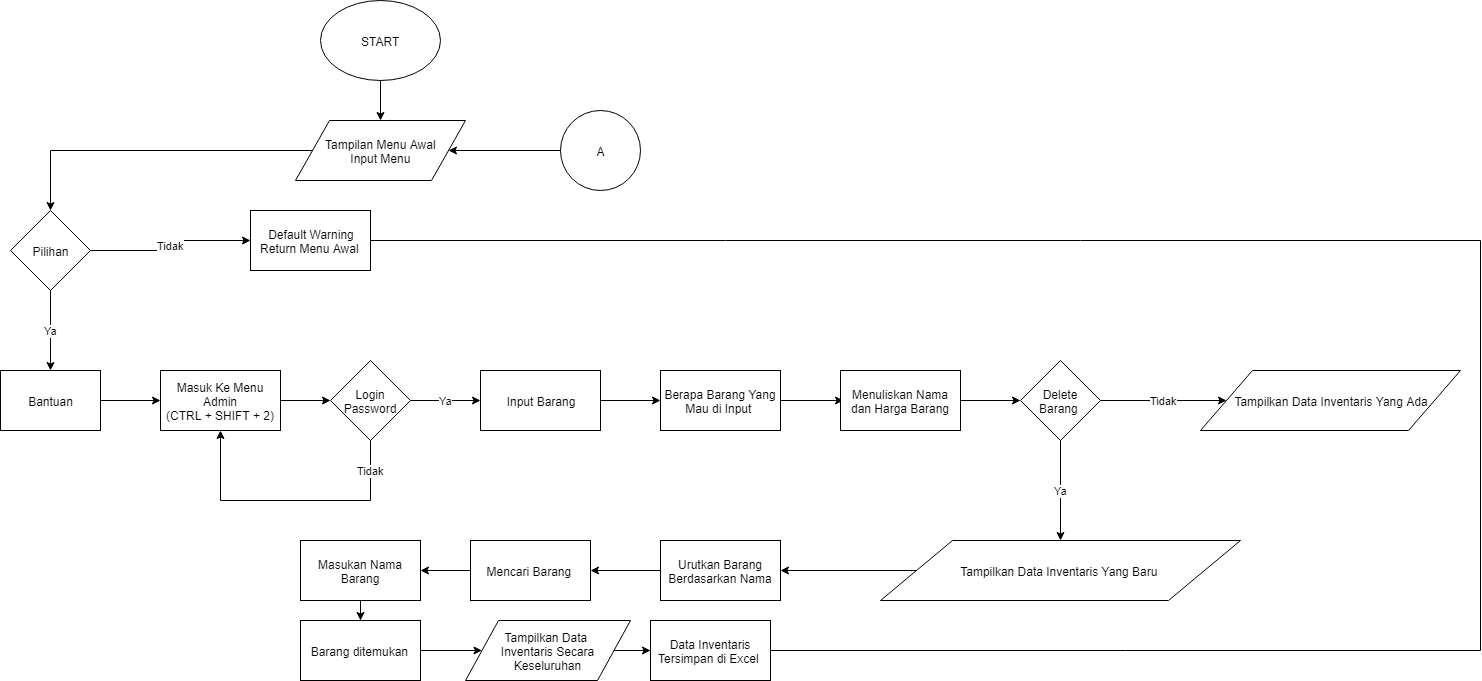 START
Tampilan Menu Awal
Input Menu
A
Pilihan
Tidak
Default Warning
Return Menu Awal
Ya
Bantuan
Masuk Ke Menu
Admin
(CTRL + SHIFT + 2)
Login
Password
Ya
Tidak
Input Barang
Berapa Barang Yang
Mau di Input
Menuliskan Nama
dan Harga Barang
Delete
Barang
Tidak
Tampilkan Data Inventaris Yang Ada
Ya
Tampilkan Data Inventaris Yang Baru
Urutkan Barang
Berdasarkan Nama
Mencari Barang
Masukan Nama
Barang
Barang ditemukan
Tampilkan Data
Inventaris Secara
Keseluruhan
Data Inventaris
Tersimpan di Excel